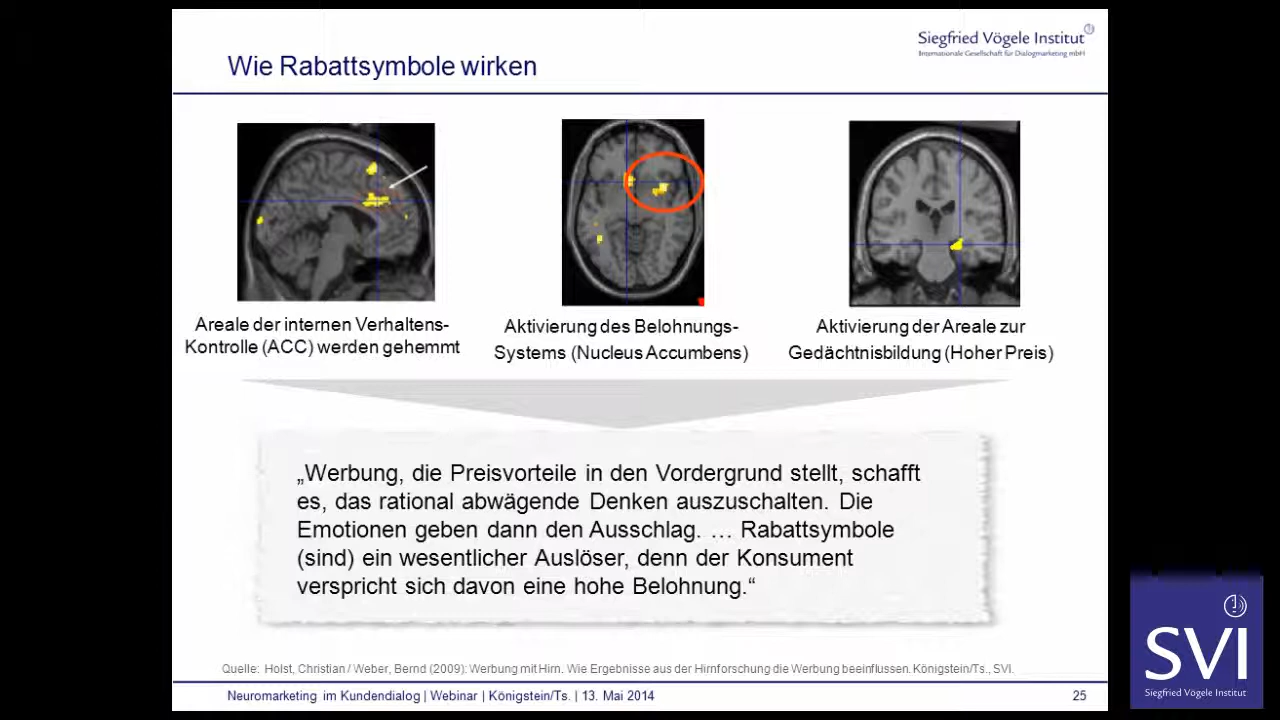 Siegfried Vögele Institut
Internationale Gesellschaft für Dialogmarketing mbH
Wie Rabattsymbole wirken
Areale der internen Verhaltens-
Kontrolle (ACC) werden gehemmt
Aktivierung des Belohnungs-
Systems (Nucleus Accumbens)
Aktivierung der Areale zur
Gedächtnisbildung (Hoher Preis)
„Werbung, die Preisvorteile in den Vordergrund stellt, schafft
es, das rational abwägende Denken auszuschalten. Die
Emotionen geben dann den Ausschlag. … Rabattsymbole
(sind) ein wesentlicher Auslöser, denn der Konsument
verspricht sich davon eine hohe Belohnung.“
Quelle: Holst, Christian / Weber, Bernd (2009): Werbung mit Hirn. Wie Ergebnisse aus der Hirnforschung die Werbung beeinflussen. Königstein/Ts., SVI.
Neuromarketing im Kundendialog | Webinar | Königstein/Ts. | 13. Mai 2014
25
SVI
Siegfried Vögele Institut